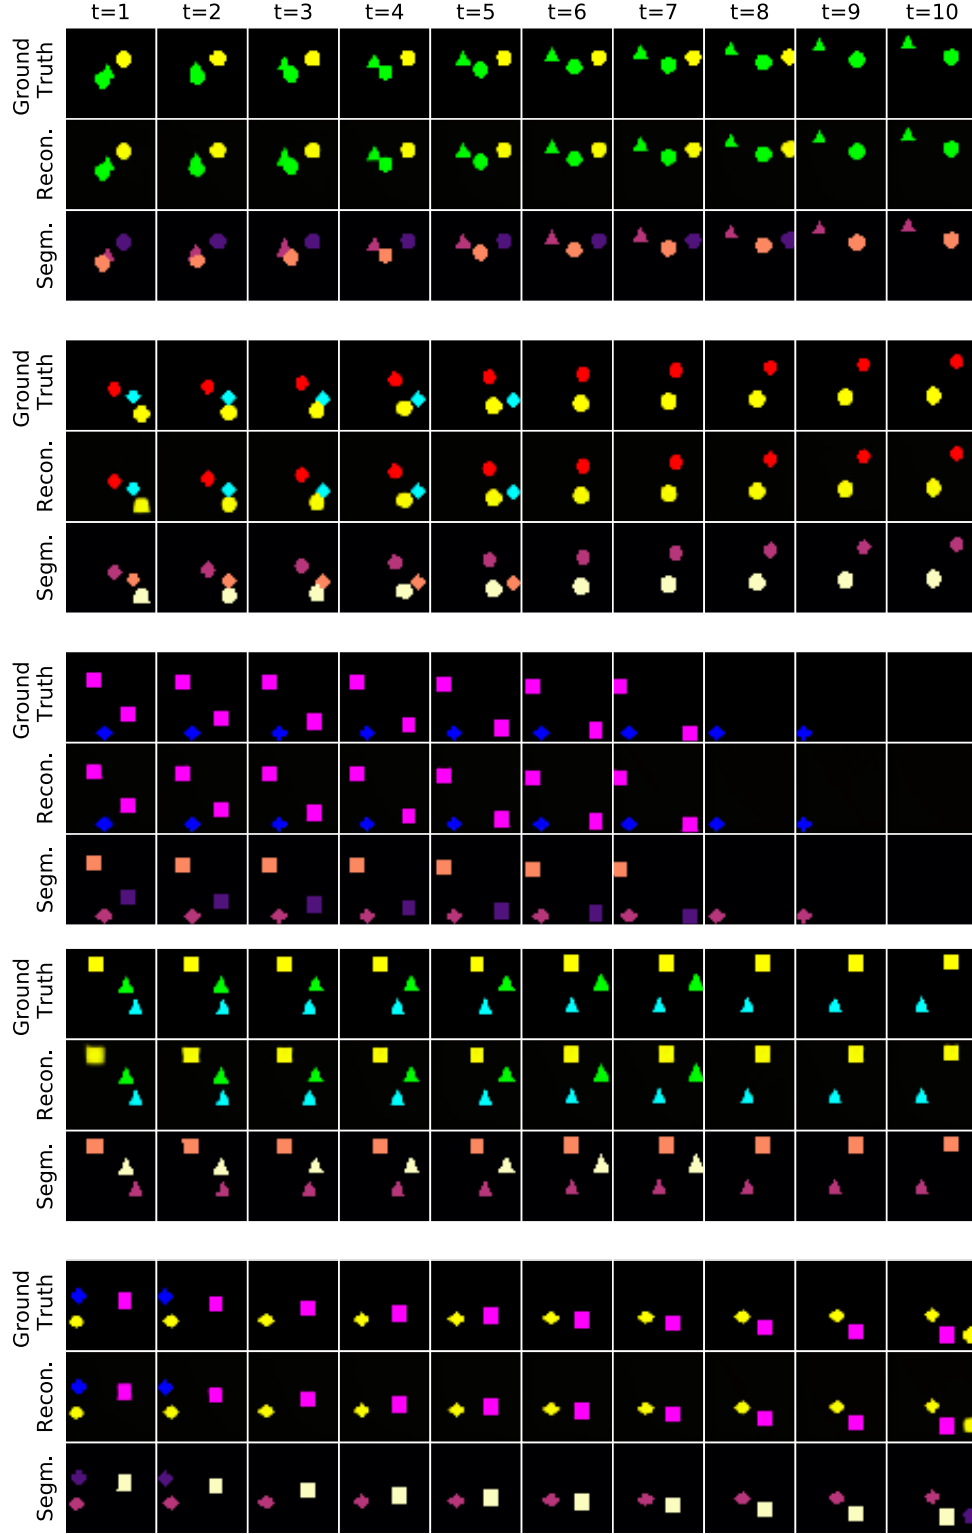 t=1 t=2 t=3 t=4 t=5 t=6 t=7 t=8 t=9 t=10
Ground
Truth
Recon.
Segm.
Ground
Truth
Recon.
Segm.
Ground
Truth
Recon.
Segm.
Ground
Truth
Recon.
Segm.
Ground
Truth
Recon.
Segm.